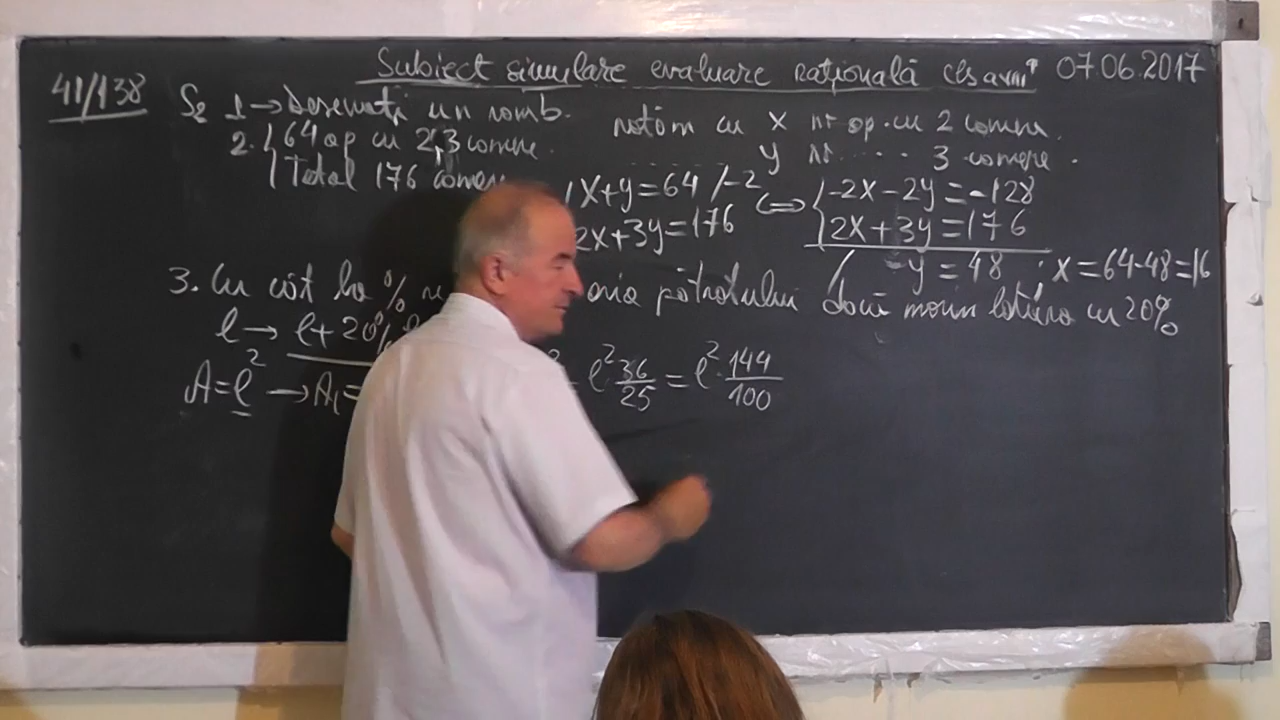 Subiect simulare evaluare națională cls a VIII a 07.06.2017
41/138
S2 1→Desenați un romb.
notăm cu x nr ap. cu 2 camere.
2. 64 ap cu 2,3 camere.
y nr ..... 3 camere.
Total 176 camere
x+y=64 /-2 ⇔ -2x-2y=-128
2x+3y=176 2x+3y=176
y=48 ; x=64-48=16
3. Cu cât la % aria pătratului dacă mărim latura cu 20%
l→ l+20%
A=l² →A₁= l² 36/25 = l² 144/100